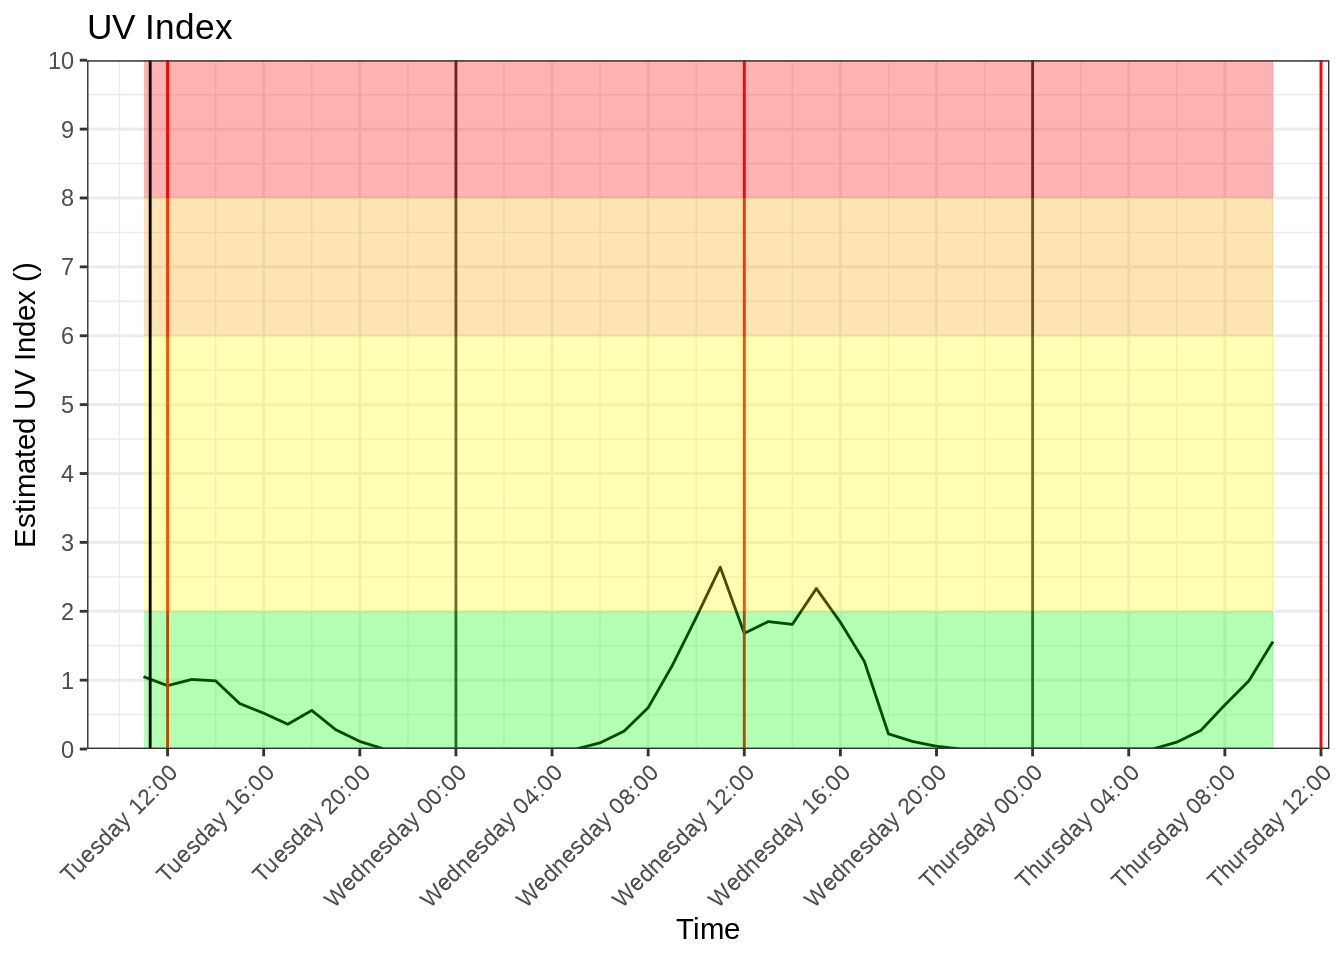 UV Index
Estimated UV Index ()
10
9
8
7
6
5
4
3
2
1
0
Tuesday 12:00
Tuesday 16:00
Tuesday 20:00
Wednesday 00:00
Wednesday 04:00
Wednesday 08:00
Wednesday 12:00
Wednesday 16:00
Wednesday 20:00
Thursday 00:00
Thursday 04:00
Thursday 08:00
Thursday 12:00
Time